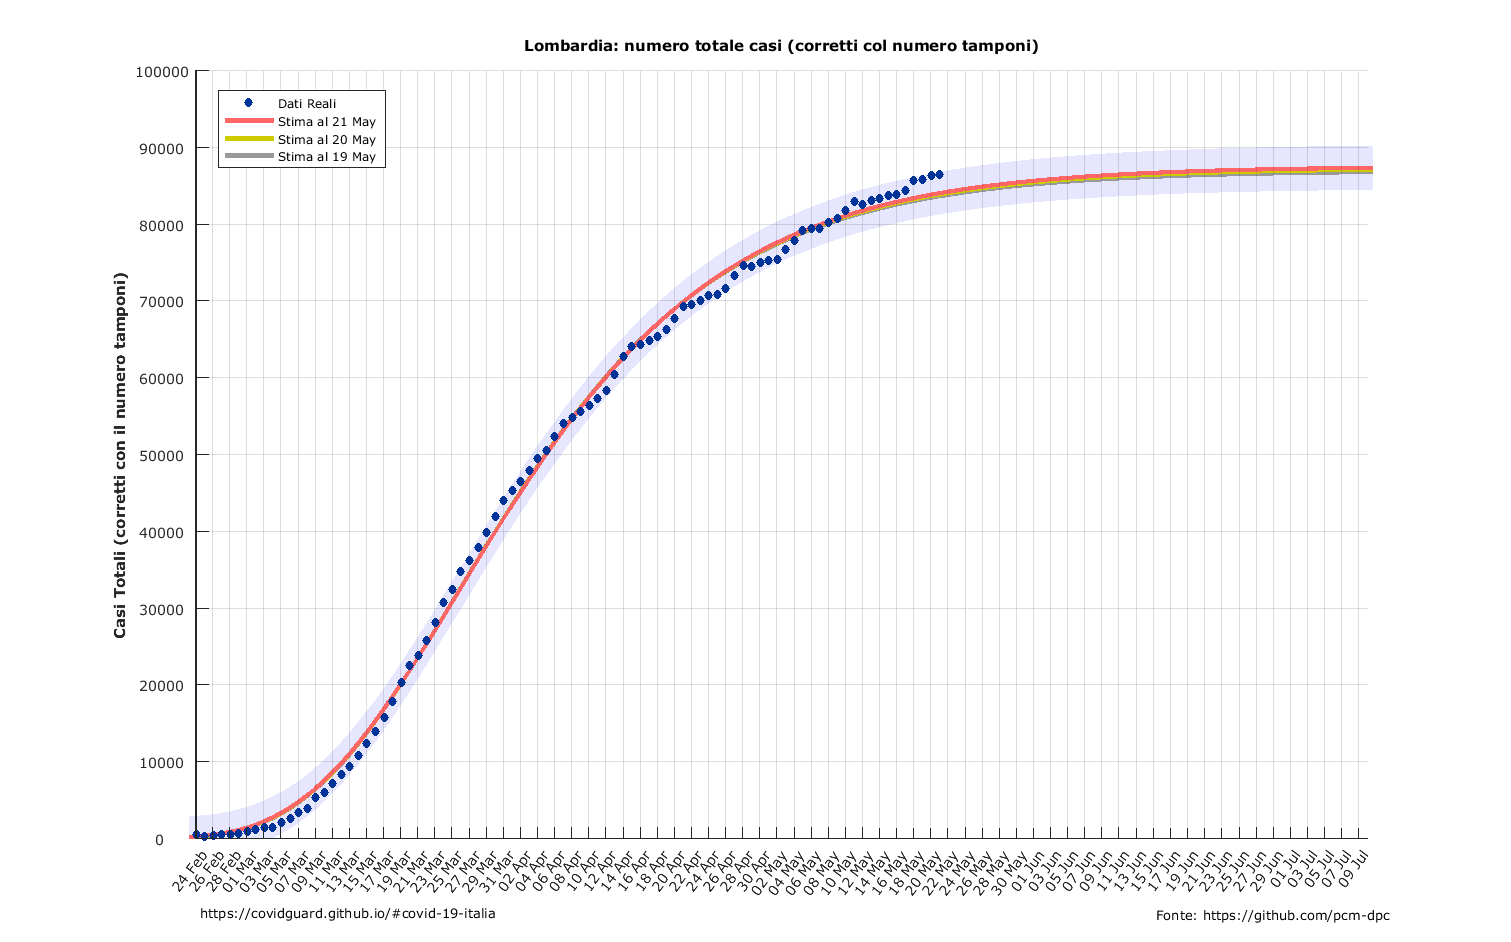 Lombardia: numero totale casi (corretti col numero tamponi)
100000
90000
80000
70000
60000
50000
40000
30000
20000
10000
0
Casi Totali (corretti con il numero tamponi)
Dati Reali
Stima al 21 May
Stima al 20 May
Stima al 19 May
24 Feb
26 Feb
28 Feb
01 Mar
03 Mar
05 Mar
07 Mar
09 Mar
11 Mar
13 Mar
15 Mar
17 Mar
19 Mar
21 Mar
23 Mar
25 Mar
27 Mar
29 Mar
31 Mar
02 Apr
04 Apr
06 Apr
08 Apr
10 Apr
12 Apr
14 Apr
16 Apr
18 Apr
20 Apr
22 Apr
24 Apr
26 Apr
28 Apr
30 Apr
02 May
04 May
06 May
08 May
10 May
12 May
14 May
16 May
18 May
20 May
22 May
24 May
26 May
28 May
30 May
01 Jun
03 Jun
05 Jun
07 Jun
09 Jun
11 Jun
13 Jun
15 Jun
17 Jun
19 Jun
21 Jun
23 Jun
25 Jun
27 Jun
29 Jun
01 Jul
03 Jul
05 Jul
07 Jul
09 Jul
https://covidguard.github.io/#covid-19-italia
Fonte: https://github.com/pcm-dpc